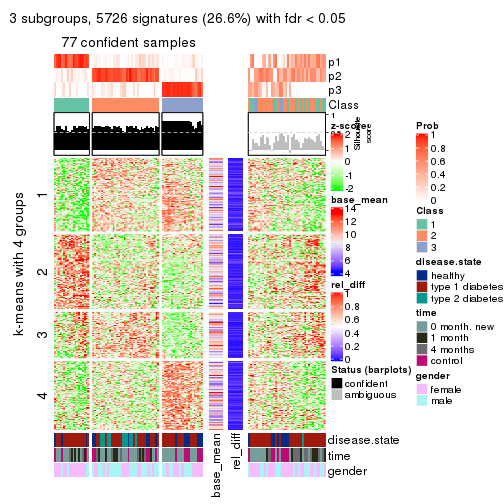 3 subgroups, 5726 signatures (26.6%) with fdr < 0.05
77 confident samples
p1
p2
p3
Class
z-score
2
1
0
-1
-2
Silhouette
score
1
k-means with 4 groups
1
2
3
4
base_mean
14
12
10
8
6
4
rel_diff
1
0.8
0.6
0.4
0.2
0
Status (barplots)
confident
ambiguous
Prob
1
0.8
0.6
0.4
0.2
0
Class
1
2
3
disease.state
healthy
type 1 diabetes
type 2 diabetes
time
0 month, new
1 month
4 months
control
gender
female
male
disease.state
time
gender
base_mean
rel_diff